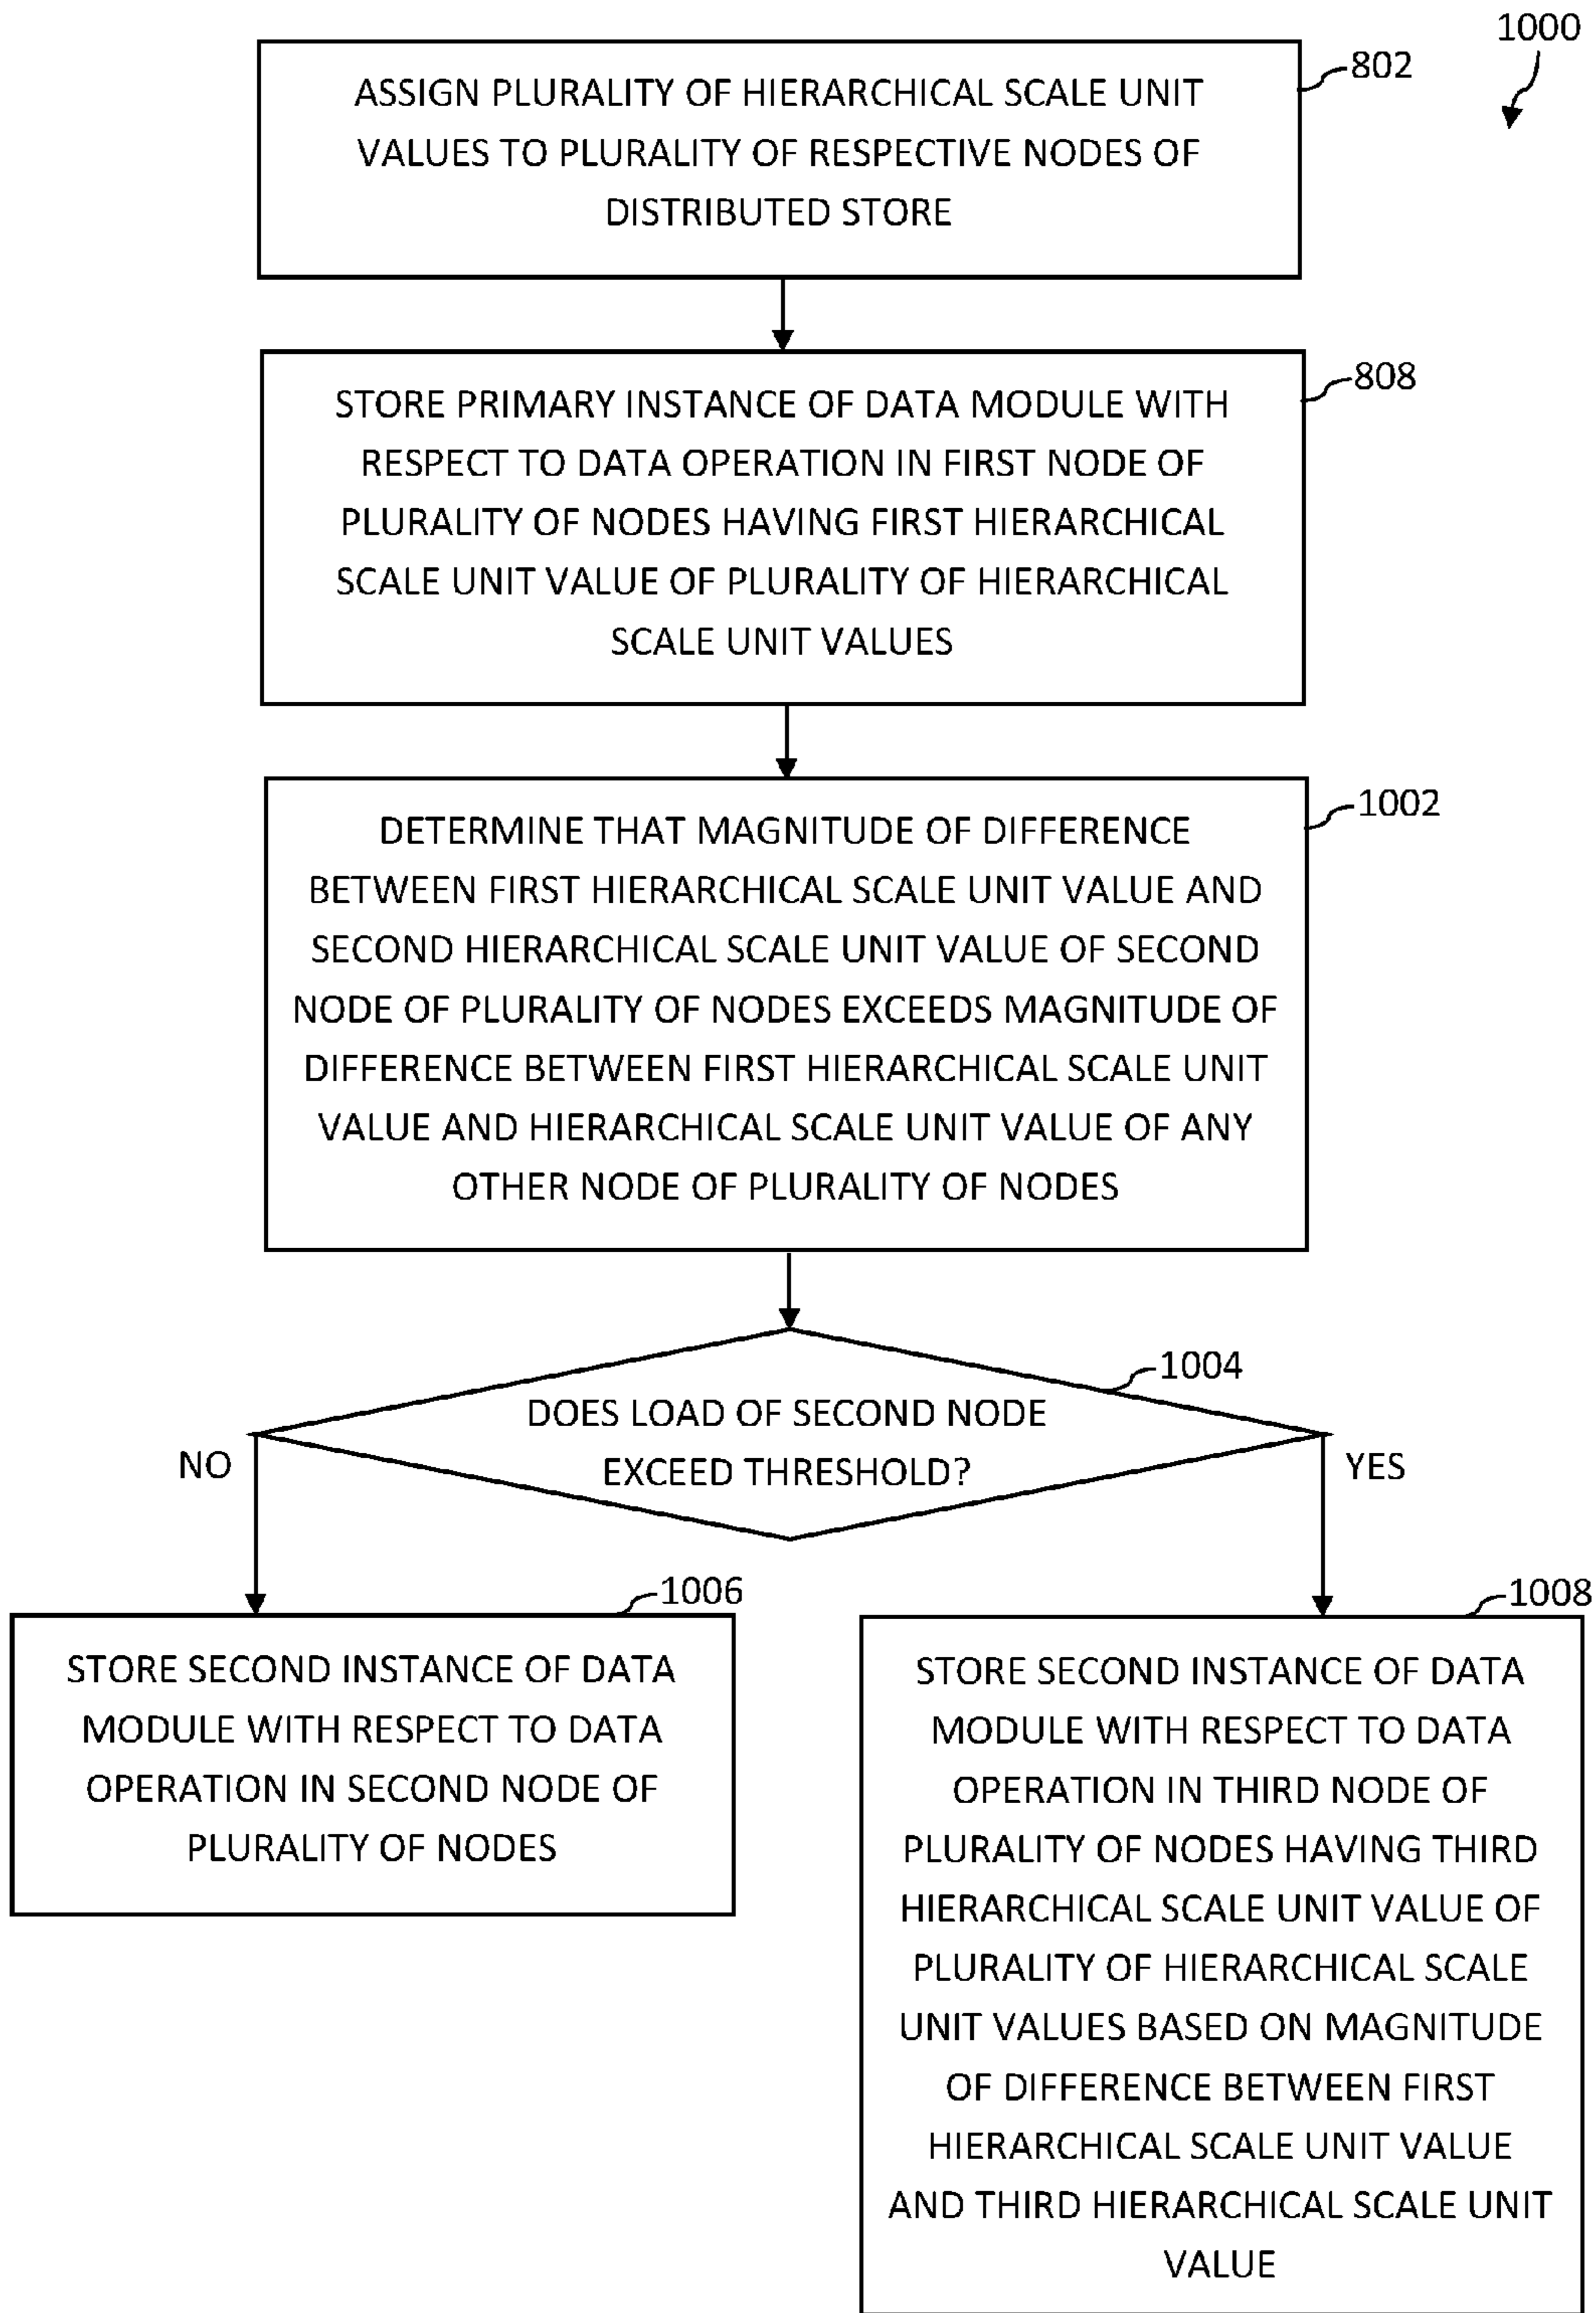 1000
802
ASSIGN PLURALITY OF HIERARCHICAL SCALE UNIT
VALUES TO PLURALITY OF RESPECTIVE NODES OF
DISTRIBUTED STORE
808
STORE PRIMARY INSTANCE OF DATA MODULE WITH
RESPECT TO DATA OPERATION IN FIRST NODE OF
PLURALITY OF NODES HAVING FIRST HIERARCHICAL
SCALE UNIT VALUE OF PLURALITY OF HIERARCHICAL
SCALE UNIT VALUES
1002
DETERMINE THAT MAGNITUDE OF DIFFERENCE
BETWEEN FIRST HIERARCHICAL SCALE UNIT VALUE AND
SECOND HIERARCHICAL SCALE UNIT VALUE OF SECOND
NODE OF PLURALITY OF NODES EXCEEDS MAGNITUDE OF
DIFFERENCE BETWEEN FIRST HIERARCHICAL SCALE UNIT
VALUE AND HIERARCHICAL SCALE UNIT VALUE OF ANY
OTHER NODE OF PLURALITY OF NODES
1004
DOES LOAD OF SECOND NODE
EXCEED THRESHOLD?
NO
YES
1006
STORE SECOND INSTANCE OF DATA
MODULE WITH RESPECT TO DATA
OPERATION IN SECOND NODE OF
PLURALITY OF NODES
1008
STORE SECOND INSTANCE OF DATA
MODULE WITH RESPECT TO DATA
OPERATION IN THIRD NODE OF
PLURALITY OF NODES HAVING THIRD
HIERARCHICAL SCALE UNIT VALUE OF
PLURALITY OF HIERARCHICAL SCALE
UNIT VALUES BASED ON MAGNITUDE
OF DIFFERENCE BETWEEN FIRST
HIERARCHICAL SCALE UNIT VALUE
AND THIRD HIERARCHICAL SCALE UNIT
VALUE